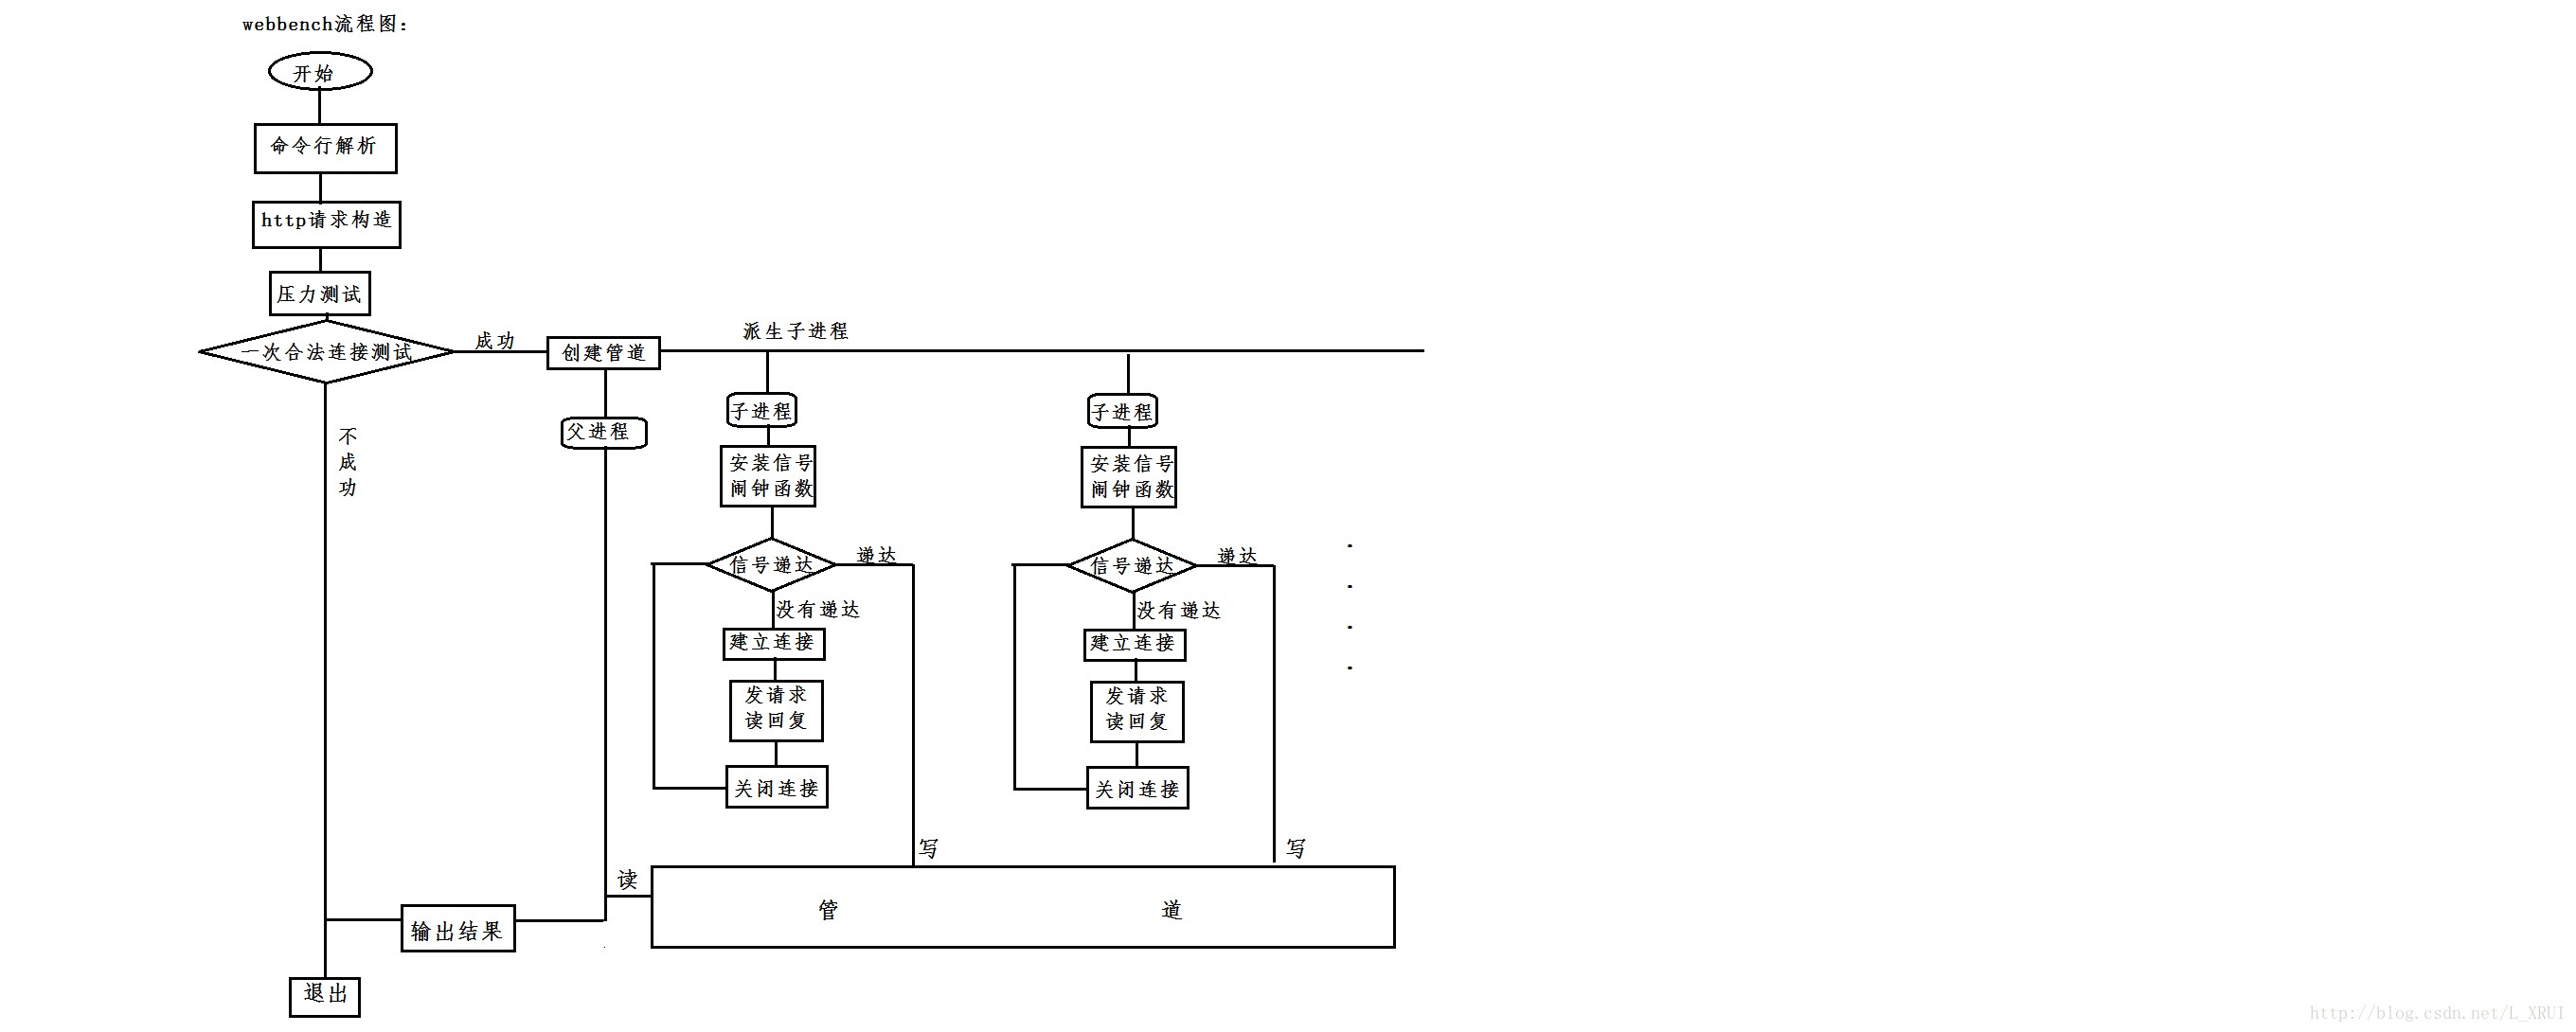 webbench流程图：
开始
命令行解析
http请求构造
压力测试
一次合法连接测试
成功
创建管道
派生子进程
不
成
功
父进程
子进程
安装信号
闹钟函数
信号递达
递达
没有递达
建立连接
发请求
读回复
关闭连接
写
子进程
安装信号
闹钟函数
信号递达
递达
没有递达
建立连接
发请求
读回复
关闭连接
写
读
管 道
输出结果
退出
http://blog.csdn.net/L_XRUI